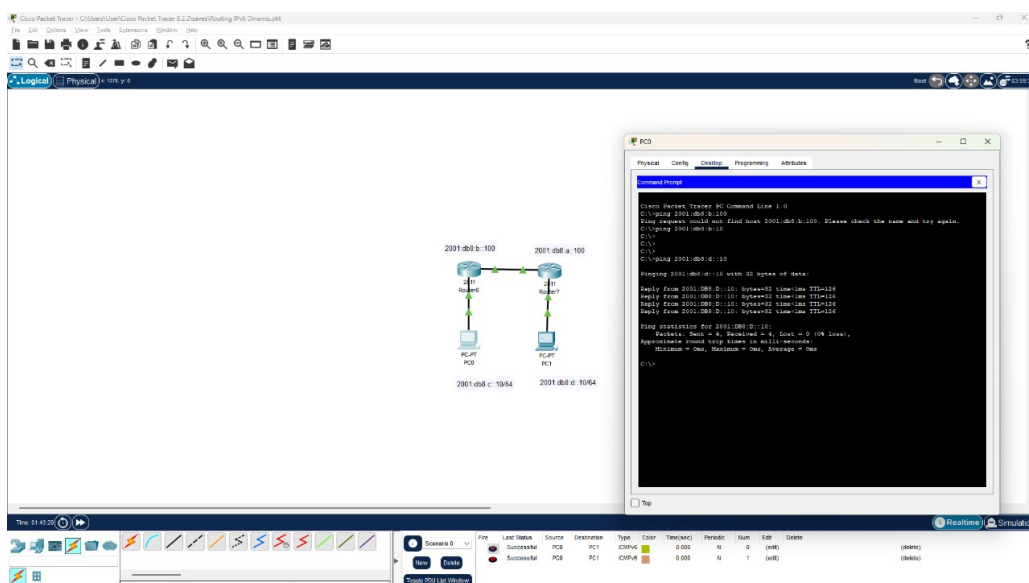 Cisco Packet Tracer - C:\Users\User\Cisco Packet Tracer 8.2.2\saves\Routing IPv6 Dinamis.pkt
File Edit Options View Tools Extensions Window Help
Logical Physical x: 1378, y: 9 Root
2001:db8:b::100 2001:db8:a::100
2811
Router6
2811
Router7
PC-PT
PC0
PC-PT
PC1
2001:db8:c::10/64 2001:db8:d::10/64
PC0
Physical Config Desktop Programming Attributes
Command Prompt X
Cisco Packet Tracer PC Command Line 1.0
C:\>ping 2001:db8:b:100
Ping request could not find host 2001:db8:b:100. Please check the name and try again.
C:\>ping 2001:db8:b:10
C:\>
C:\>
C:\>
C:\>ping 2001:db8:d::10
Pinging 2001:db8:d::10 with 32 bytes of data:
Reply from 2001:DB8:D::10: bytes=32 time<1ms TTL=126
Reply from 2001:DB8:D::10: bytes=32 time<1ms TTL=126
Reply from 2001:DB8:D::10: bytes=32 time<1ms TTL=126
Reply from 2001:DB8:D::10: bytes=32 time<1ms TTL=126
Ping statistics for 2001:DB8:D::10:
Packets: Sent = 4, Received = 4, Lost = 0 (0% loss),
Approximate round trip times in milli-seconds:
Minimum = 0ms, Maximum = 0ms, Average = 0ms
C:\>
Top
Time: 01:43:29 Realtime Simulatio
Scenario 0
New Delete
Toggle PDU List Window
Fire Last Status Source Destination Type Color Time(sec) Periodic Num Edit Delete
Successful PC0 PC1 ICMPv6 0.000 N 0 (edit) (delete)
Successful PC0 PC1 ICMPv6 0.000 N 1 (edit) (delete)